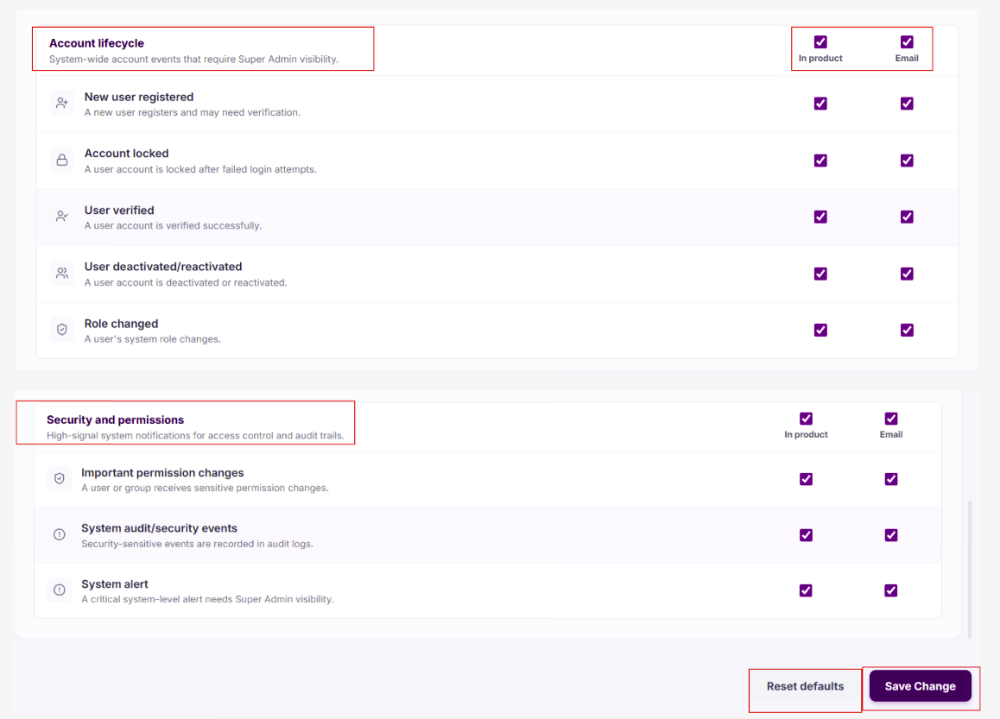 Account lifecycle
System-wide account events that require Super Admin visibility.
In product
Email
New user registered
A new user registers and may need verification.
Account locked
A user account is locked after failed login attempts.
User verified
A user account is verified successfully.
User deactivated/reactivated
A user account is deactivated or reactivated.
Role changed
A user's system role changes.
Security and permissions
High-signal system notifications for access control and audit trails.
In product
Email
Important permission changes
A user or group receives sensitive permission changes.
System audit/security events
Security-sensitive events are recorded in audit logs.
System alert
A critical system-level alert needs Super Admin visibility.
Reset defaults
Save Change